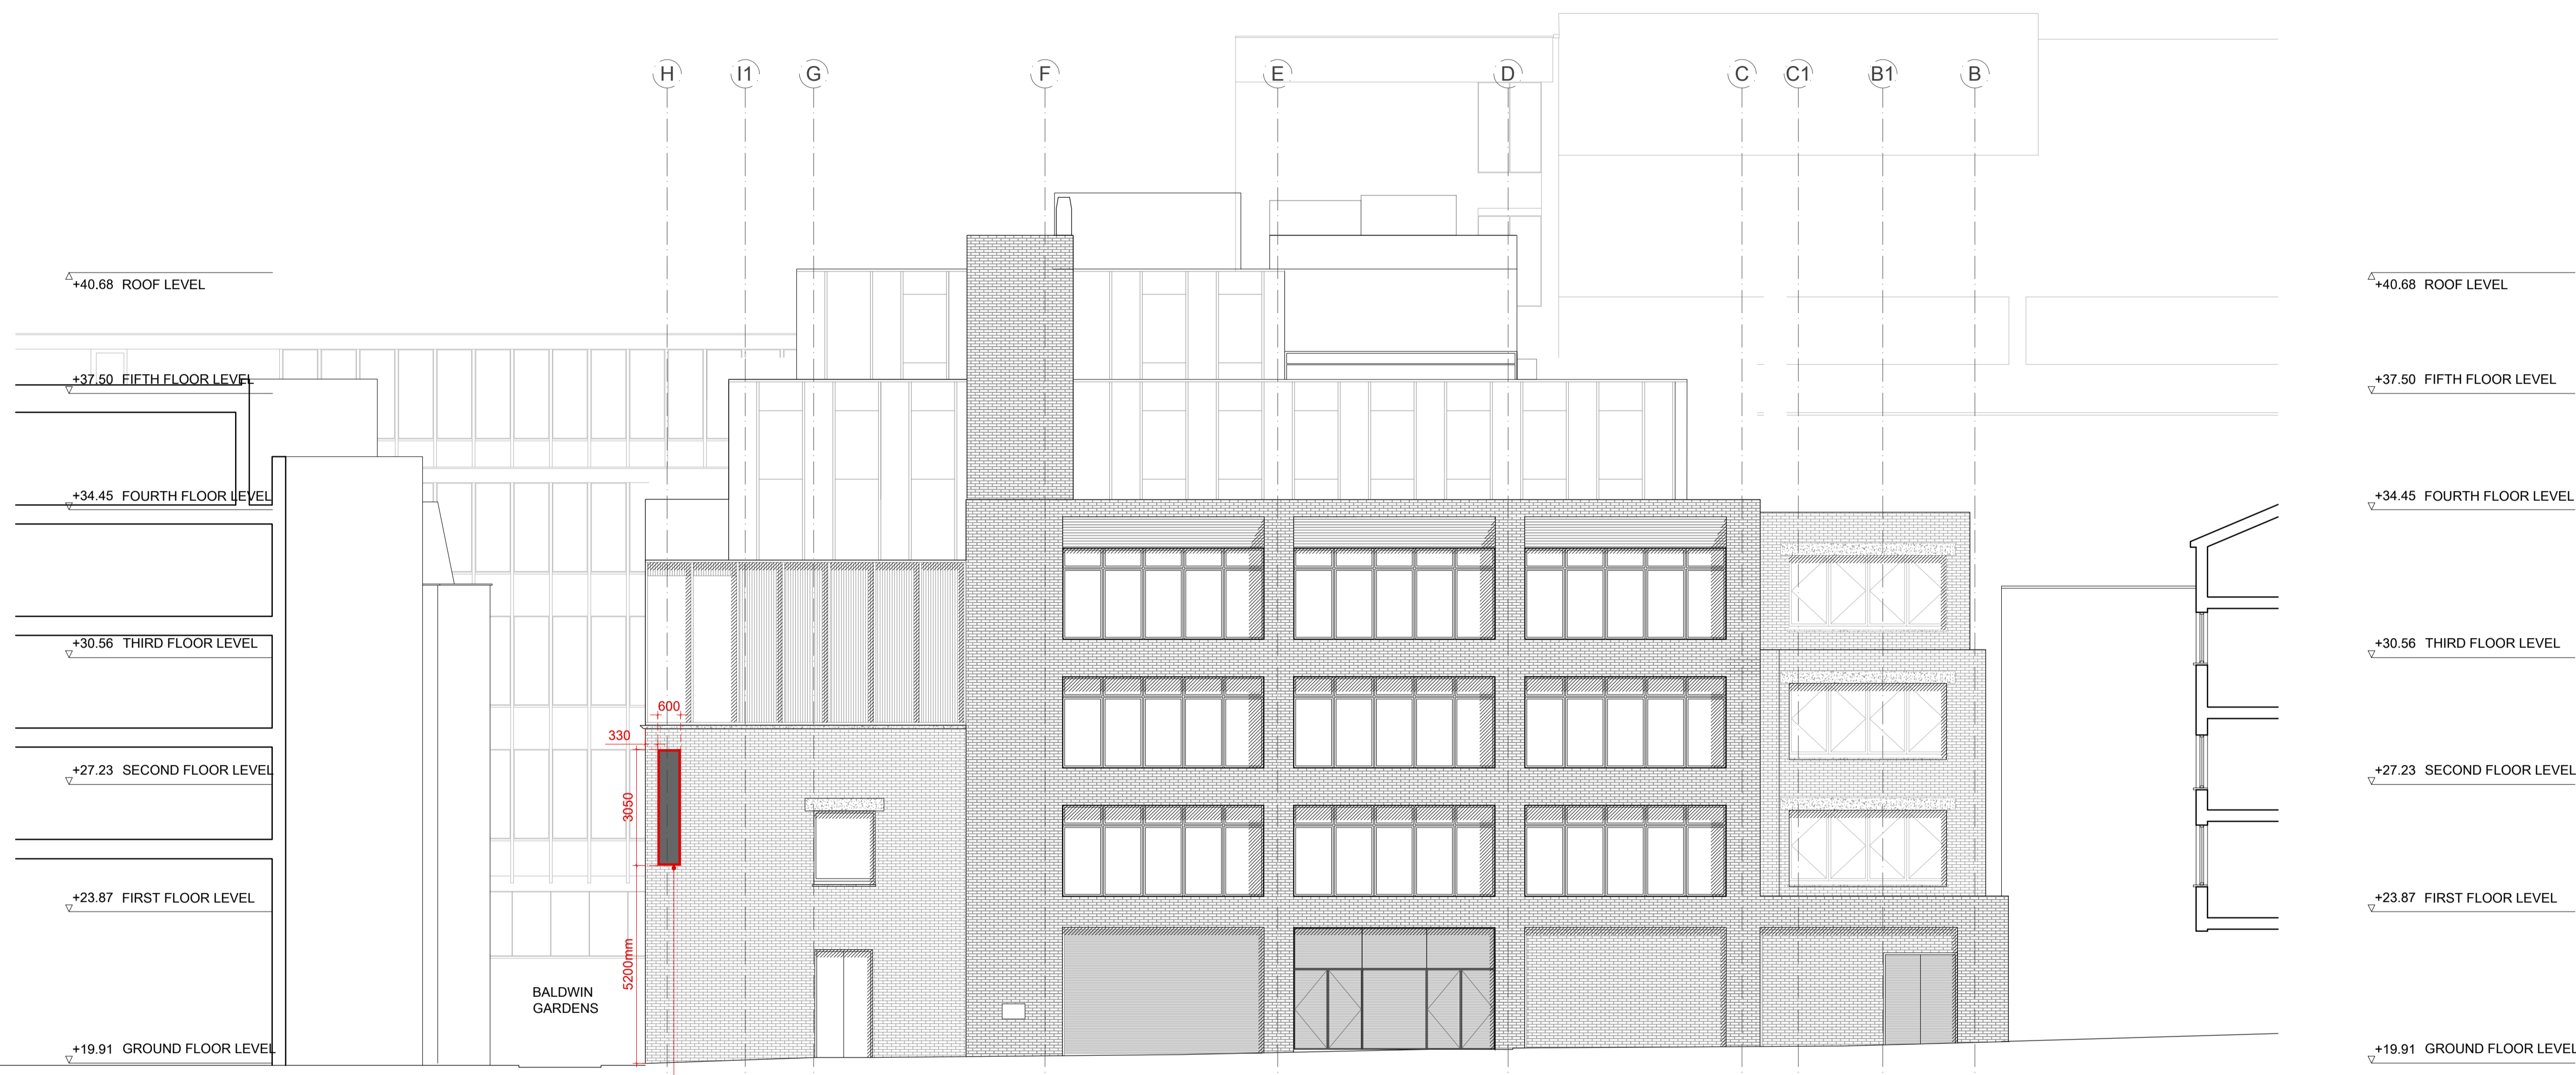 H I1 G F E D C C1 B1 B
+40.68 ROOF LEVEL
+40.68 ROOF LEVEL
+37.50 FIFTH FLOOR LEVEL
+37.50 FIFTH FLOOR LEVEL
+34.45 FOURTH FLOOR LEVEL
+34.45 FOURTH FLOOR LEVEL
+30.56 THIRD FLOOR LEVEL
+30.56 THIRD FLOOR LEVEL
600
330
+27.23 SECOND FLOOR LEVEL
+27.23 SECOND FLOOR LEVEL
3050
+23.87 FIRST FLOOR LEVEL
+23.87 FIRST FLOOR LEVEL
5200mm
BALDWIN
GARDENS
+19.91 GROUND FLOOR LEVEL
+19.91 GROUND FLOOR LEVEL